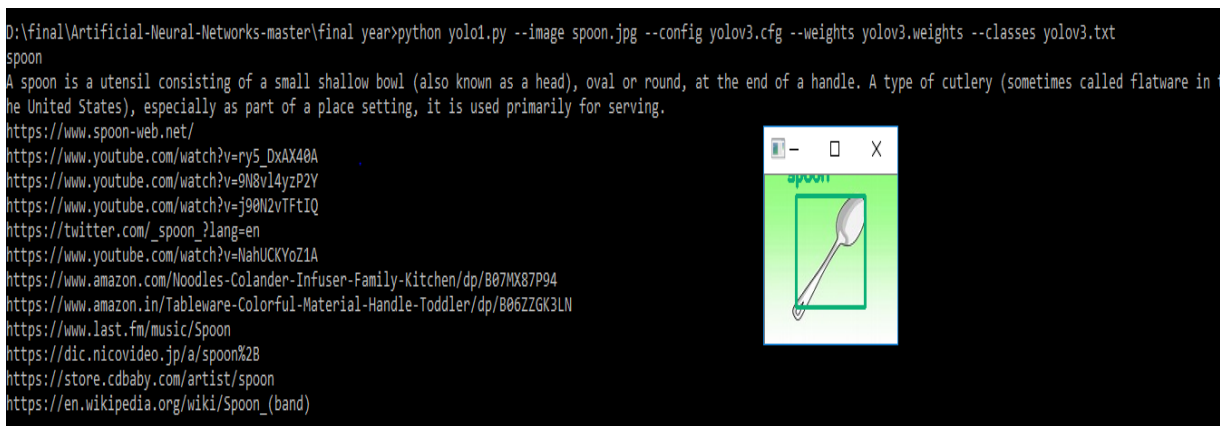 D:\final\Artificial-Neural-Networks-master\final year>python yolo1.py --image spoon.jpg --config yolov3.cfg --weights yolov3.weights --classes yolov3.txt
spoon
A spoon is a utensil consisting of a small shallow bowl (also known as a head), oval or round, at the end of a handle. A type of cutlery (sometimes called flatware in t
he United States), especially as part of a place setting, it is used primarily for serving.
https://www.spoon-web.net/
https://www.youtube.com/watch?v=ry5_DxAX40A
https://www.youtube.com/watch?v=9N8vl4yzP2Y
https://www.youtube.com/watch?v=j90N2vTFtIQ
https://twitter.com/_spoon_?lang=en
https://www.youtube.com/watch?v=NahUCKYoZ1A
https://www.amazon.com/Noodles-Colander-Infuser-Family-Kitchen/dp/B07MX87P94
https://www.amazon.in/Tableware-Colorful-Material-Handle-Toddler/dp/B06ZZGK3LN
https://www.last.fm/music/Spoon
https://dic.nicovideo.jp/a/spoon%2B
https://store.cdbaby.com/artist/spoon
https://en.wikipedia.org/wiki/Spoon_(band)
spoon